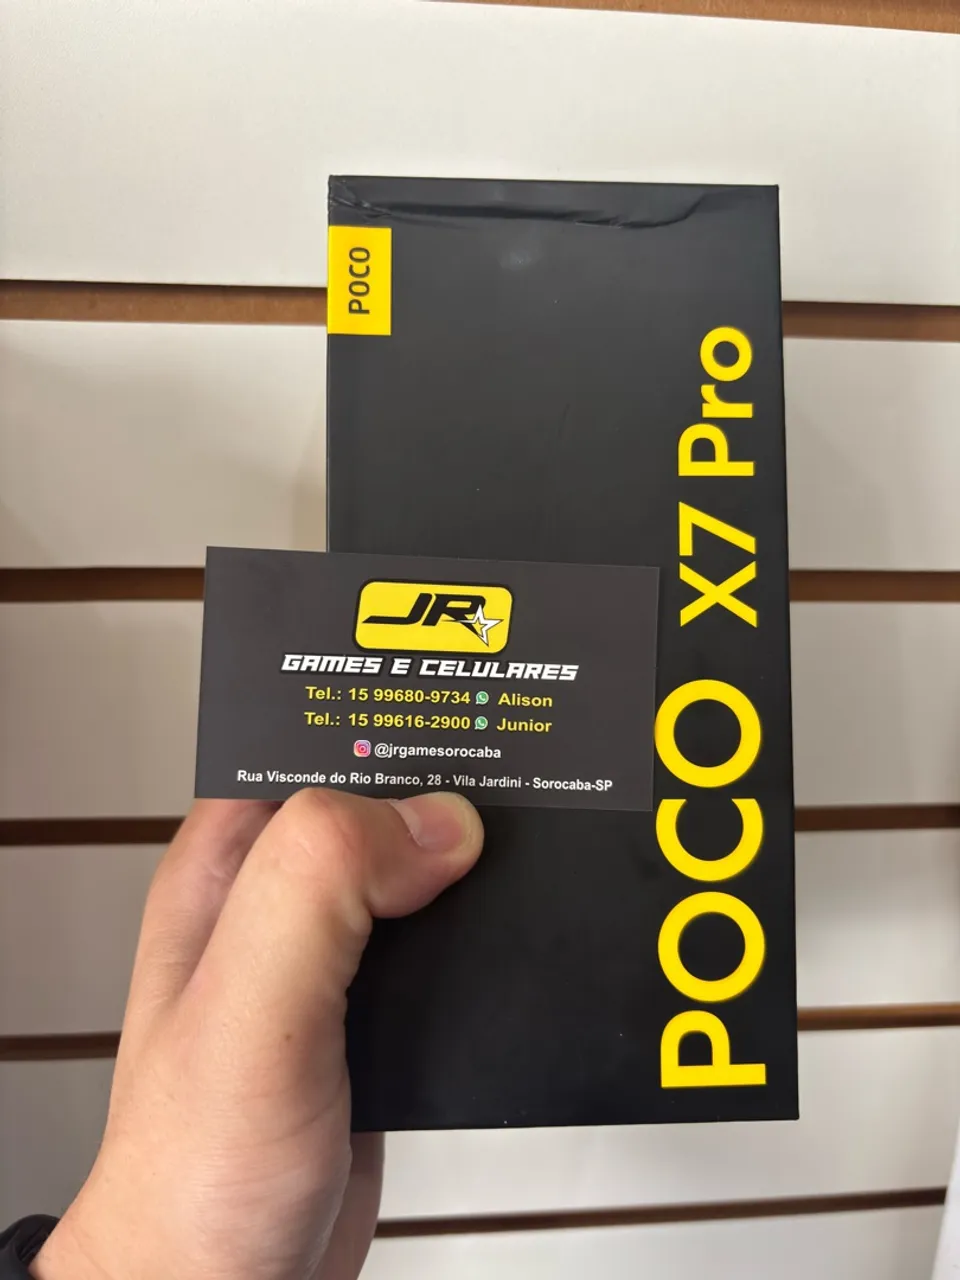 POCO
POCO X7 Pro
JR
GAMES E CELULARES
Tel.: 15 99680-9734 Alison
Tel.: 15 99616-2900 Junior
@jrgamesorocaba
Rua Visconde do Rio Branco, 28 - Vila Jardini - Sorocaba-SP